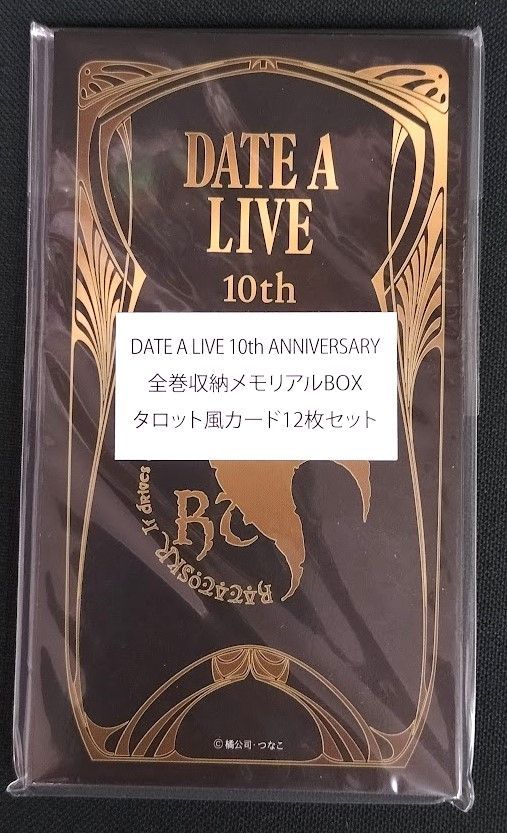 DATE A
LIVE
10th
DATE A LIVE 10th ANNIVERSARY
全巻収納メモリアルBOX
タロット風カード12枚セット
RATATOSKR
© 橘公司・つなこ